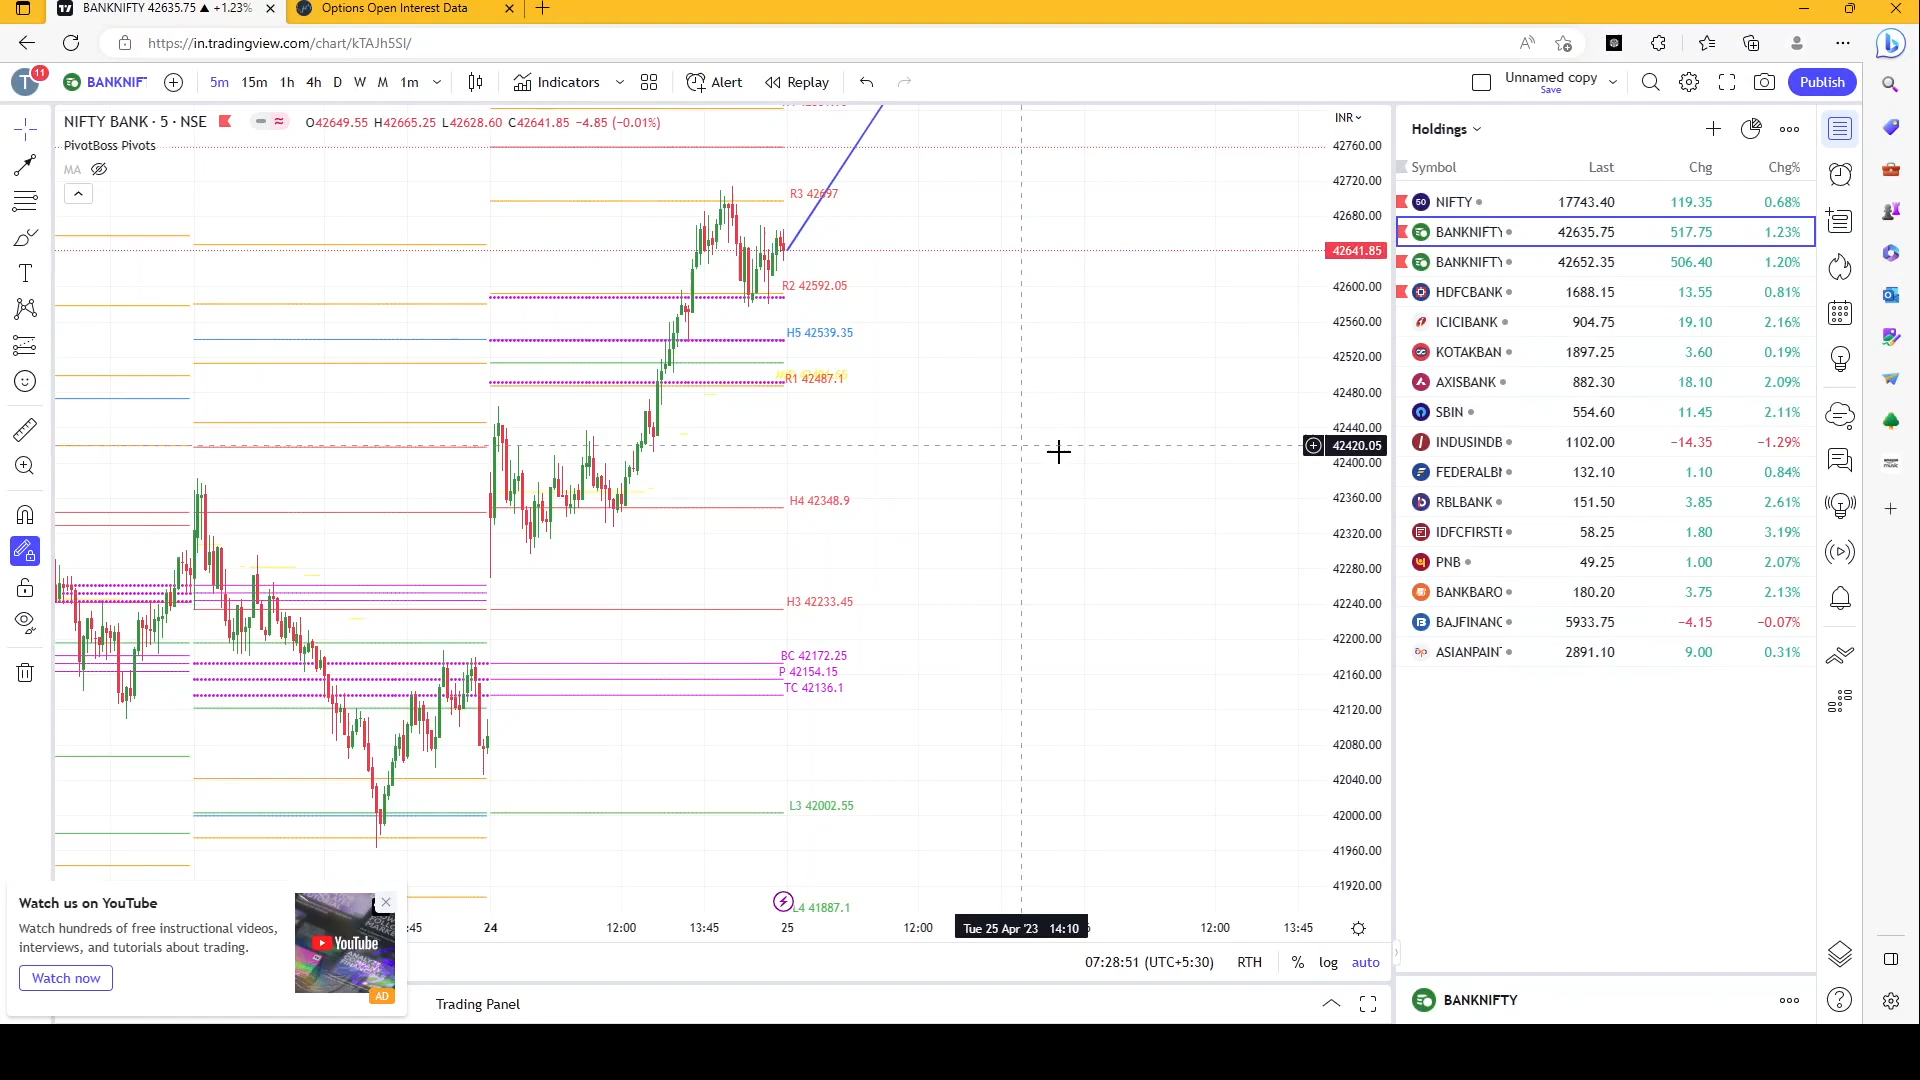 BANKNIFTY 42635.75 ▲ +1.23%
Options Open Interest Data
https://in.tradingview.com/chart/kTAJh5SI/
T 11
BANKNIF
5m 15m 1h 4h D W M 1m
Indicators
Alert
Replay
Unnamed copy
Save
Publish
NIFTY BANK · 5 · NSE
O42649.55 H42665.25 L42628.60 C42641.85 −4.85 (−0.01%)
PivotBoss Pivots
MA
INR
42760.00
42720.00
42680.00
42641.85
42600.00
42560.00
42520.00
42480.00
42440.00
42420.05
42400.00
42360.00
42320.00
42280.00
42240.00
42200.00
42160.00
42120.00
42080.00
42040.00
42000.00
41960.00
41920.00
R3 42697
R2 42592.05
H5 42539.35
R1 42487.1
H4 42348.9
H3 42233.45
BC 42172.25
P 42154.15
TC 42136.1
L3 42002.55
L4 41887.1
:45 24 12:00 13:45 25 12:00 Tue 25 Apr '23 14:10 12:00 13:45
07:28:51 (UTC+5:30) RTH % log auto
Trading Panel
Watch us on YouTube
Watch hundreds of free instructional videos,
interviews, and tutorials about trading.
Watch now
YouTube
AD
Holdings
Symbol Last Chg Chg%
50 NIFTY 17743.40 119.35 0.68%
BANKNIFTY 42635.75 517.75 1.23%
BANKNIFTY 42652.35 506.40 1.20%
HDFCBANK 1688.15 13.55 0.81%
ICICIBANK 904.75 19.10 2.16%
KOTAKBAN 1897.25 3.60 0.19%
AXISBANK 882.30 18.10 2.09%
SBIN 554.60 11.45 2.11%
INDUSINDB 1102.00 −14.35 −1.29%
FEDERALBN 132.10 1.10 0.84%
RBLBANK 151.50 3.85 2.61%
IDFCFIRSTE 58.25 1.80 3.19%
PNB 49.25 1.00 2.07%
BANKBARO 180.20 3.75 2.13%
BAJFINANC 5933.75 −4.15 −0.07%
ASIANPAINT 2891.10 9.00 0.31%
BANKNIFTY